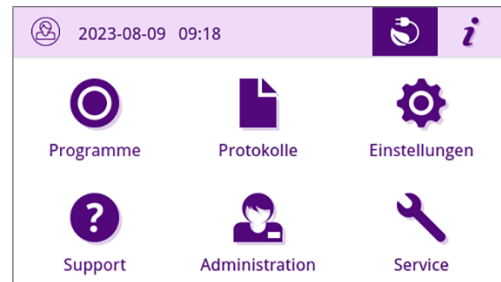 2023-08-09 09:18 i
Programme Protokolle Einstellungen
?
Support Administration Service